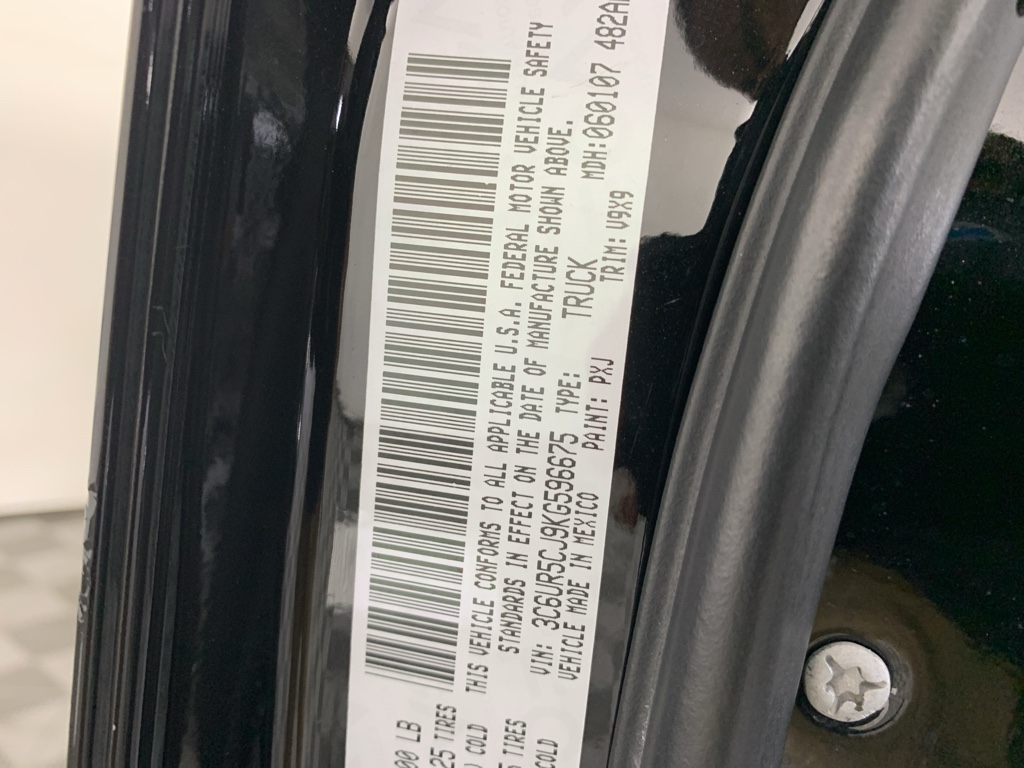 00 LB
25 TIRES
COLD
THIS VEHICLE CONFORMS TO ALL APPLICABLE U.S.A. FEDERAL MOTOR VEHICLE SAFETY
STANDARDS IN EFFECT ON THE DATE OF MANUFACTURE SHOWN ABOVE.
TIRES
COLD
VIN: 3C6UR5CJ9KG596675 TYPE: TRUCK MDH:060107 482A
VEHICLE MADE IN MEXICO PAINT: PXJ TRIM: V9X9